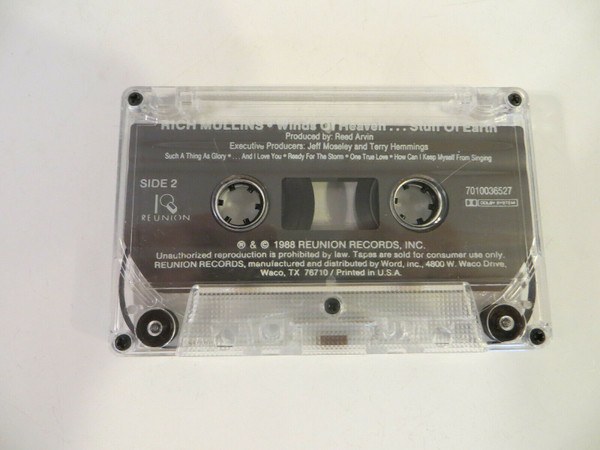 RICH MULLINS • Winds Of Heaven . . . Stuff Of Earth
Produced by: Reed Arvin
Executive Producers: Jeff Moseley and Terry Hemmings
Such A Thing As Glory • . . . And I Love You • Ready For The Storm • One True Love • How Can I Keep Myself From Singing
SIDE 2
7010036527
REUNION
DOLBY SYSTEM
℗ & © 1988 REUNION RECORDS, INC.
Unauthorized reproduction is prohibited by law. Tapes are sold for consumer use only.
REUNION RECORDS, manufactured and distributed by Word, Inc., 4800 W. Waco Drive,
Waco, TX 76710 / Printed in U.S.A.